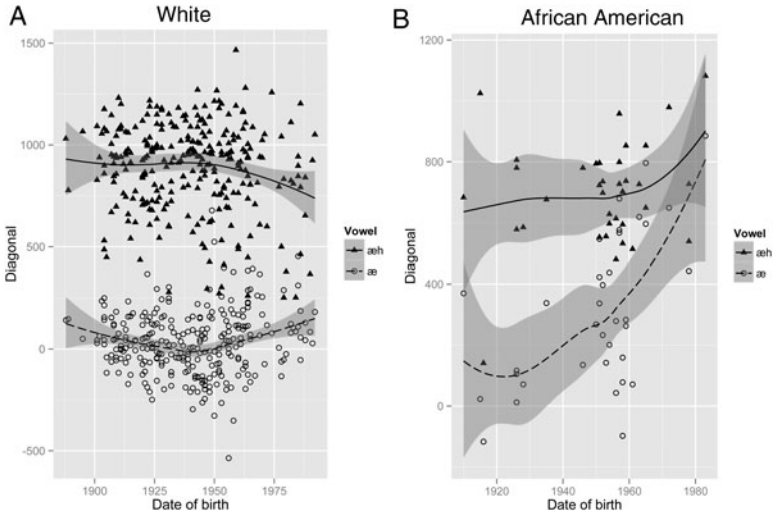 A
White
1500
1000
500
0
-500
Diagonal
1900
1925
1950
1975
Date of birth
Vowel
æh
æ
B
African American
1200
800
400
0
Diagonal
1920
1940
1960
1980
Date of birth
Vowel
æh
æ